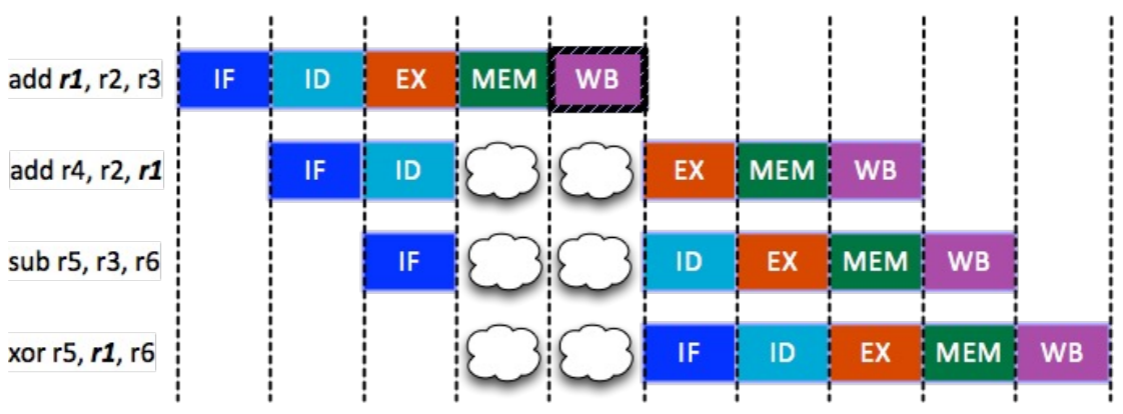 add r1, r2, r3 IF ID EX MEM WB
add r4, r2, r1 IF ID EX MEM WB
sub r5, r3, r6 IF ID EX MEM WB
xor r5, r1, r6 IF ID EX MEM WB